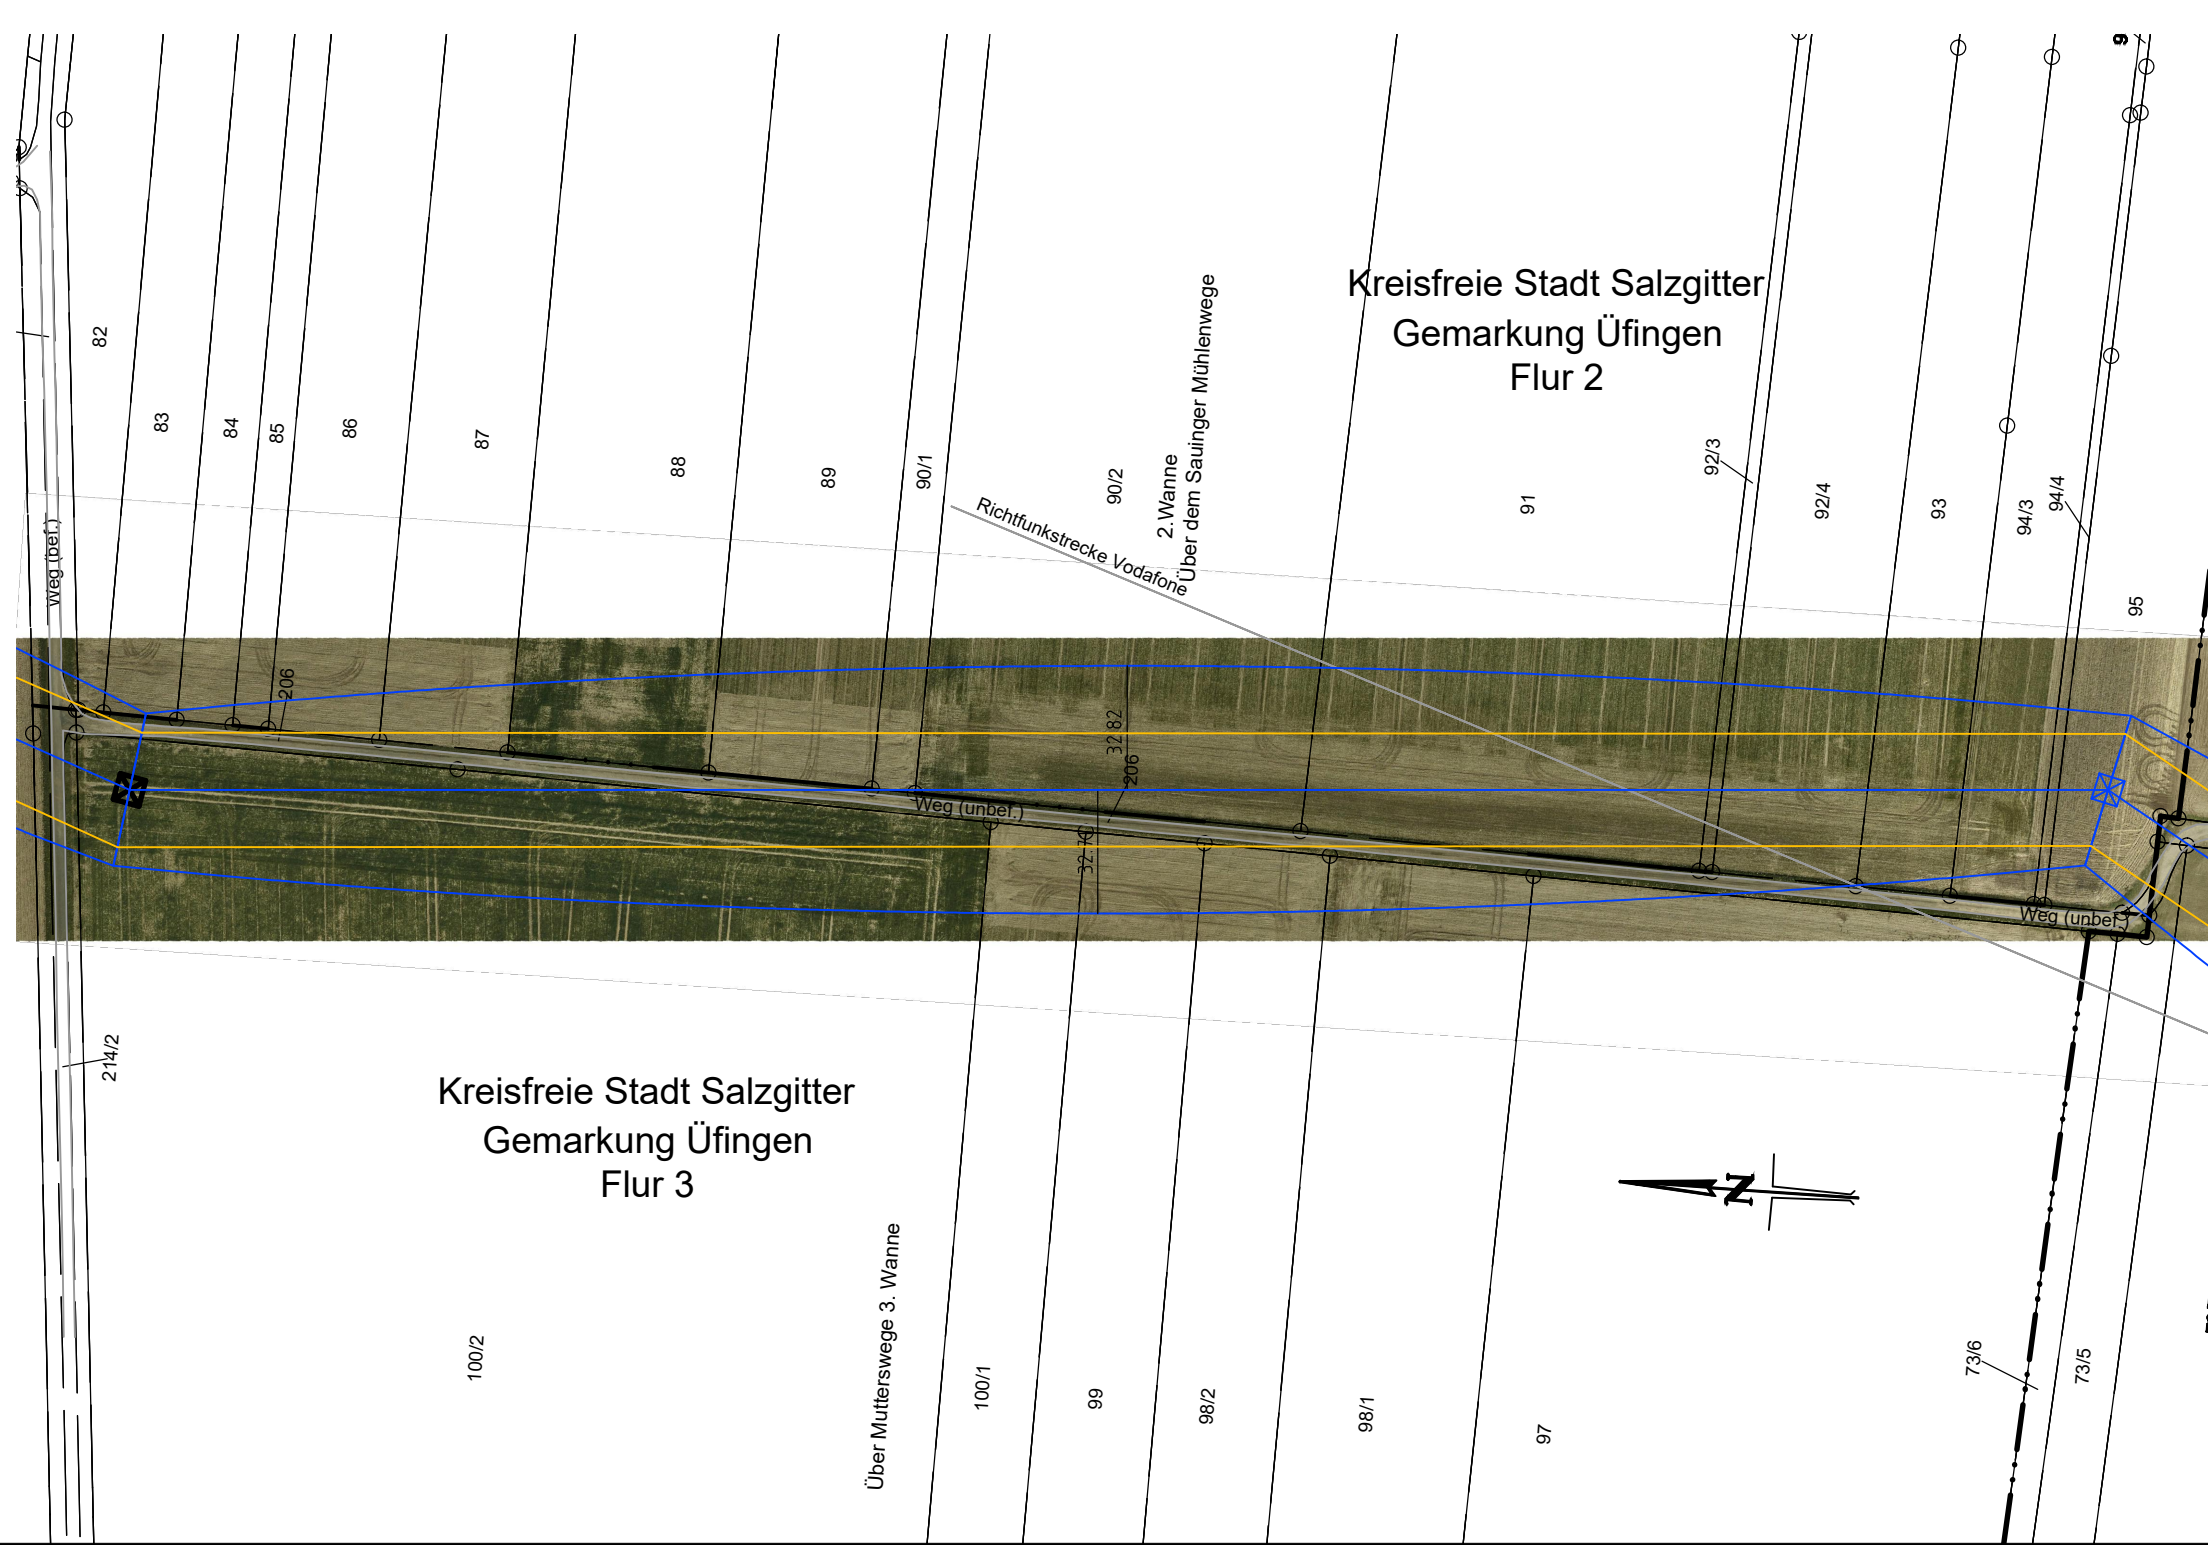 Kreisfreie Stadt Salzgitter
Gemarkung Üfingen
Flur 2
82
83
84
85
86
87
88
89
90/1
90/2
2.Wanne
Über dem Sauinger Mühlenwege
91
92/3
92/4
93
94/3
94/4
95
Weg (bef.)
Richtfunkstrecke Vodafone
206
32.82
206
Weg (unbef.)
Weg (unbef.)
214/2
Kreisfreie Stadt Salzgitter
Gemarkung Üfingen
Flur 3
N
Über Mutterswege 3. Wanne
100/2
100/1
99
98/2
98/1
97
73/6
73/5